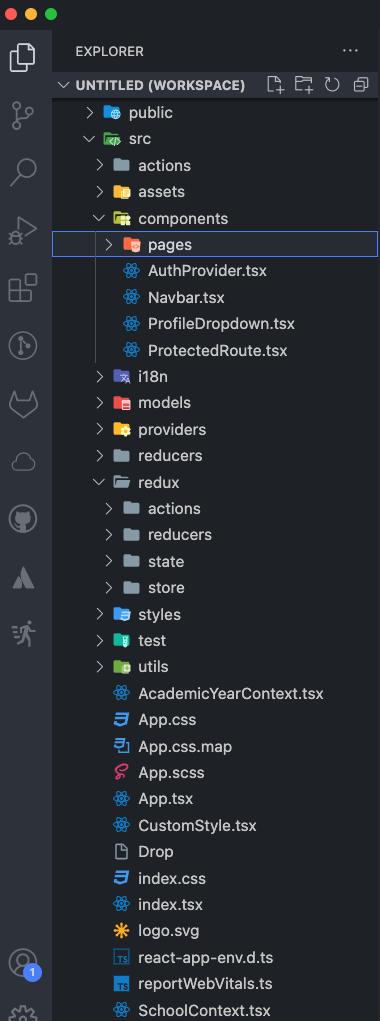 EXPLORER
UNTITLED (WORKSPACE)
public
src
actions
assets
components
pages
AuthProvider.tsx
Navbar.tsx
ProfileDropdown.tsx
ProtectedRoute.tsx
i18n
models
providers
reducers
redux
actions
reducers
state
store
styles
test
utils
AcademicYearContext.tsx
App.css
App.css.map
App.scss
App.tsx
CustomStyle.tsx
Drop
index.css
index.tsx
logo.svg
TS react-app-env.d.ts
TS reportWebVitals.ts
SchoolContext.tsx
1